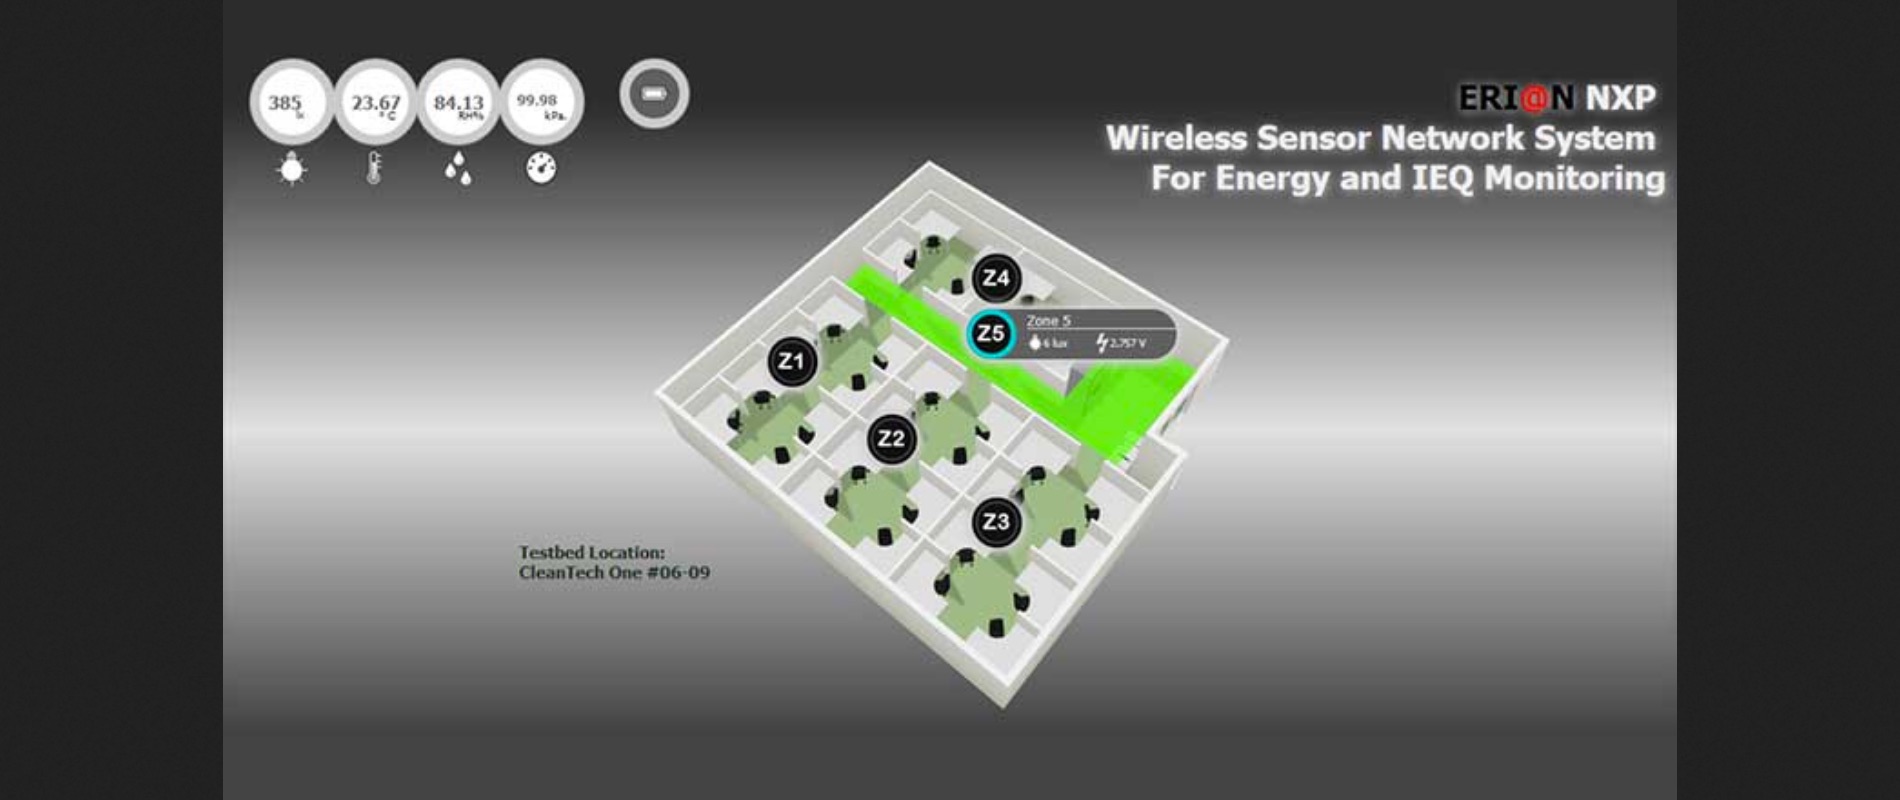 385
lx
23.67
° C
84.13
RH%
99.98
kPa.
ERI@N NXP
Wireless Sensor Network System
For Energy and IEQ Monitoring
Z4
Z5
Zone 5
6 lux
2.757 V
Z1
Z2
Z3
Testbed Location:
CleanTech One #06-09